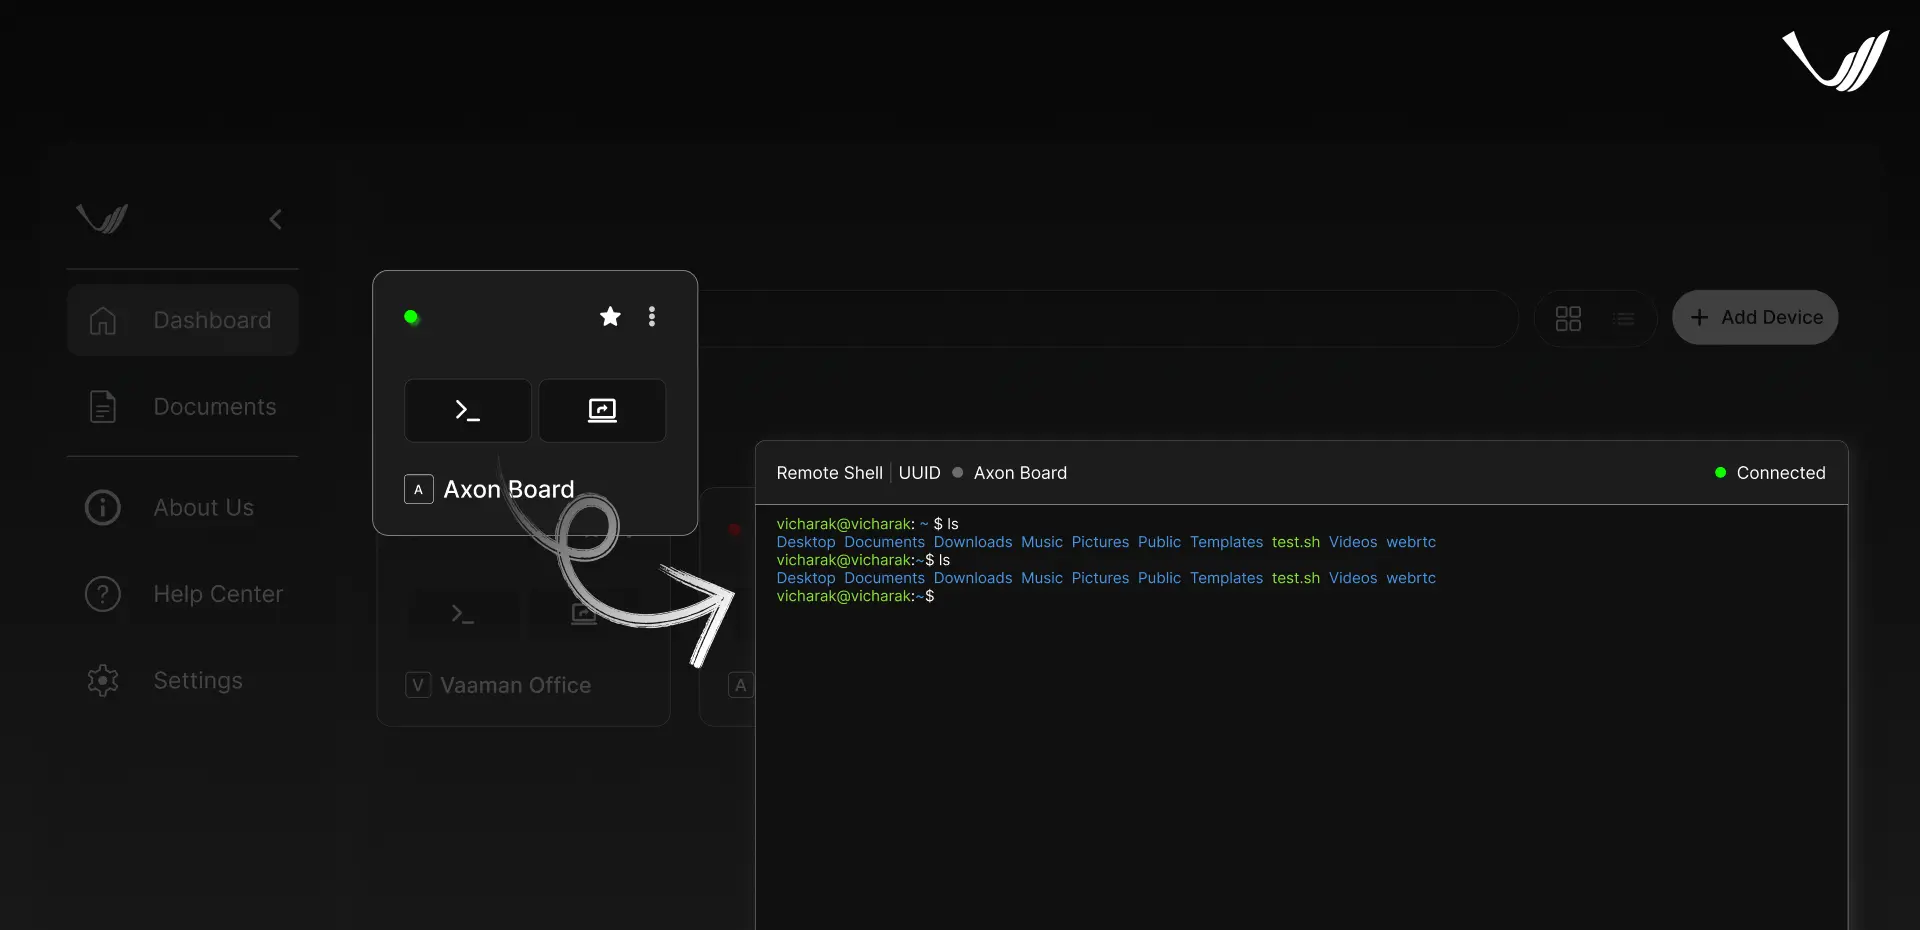 Dashboard
Documents
About Us
Help Center
Settings
Add Device
A Axon Board
V Vaaman Office
A
Remote Shell UUID Axon Board
Connected
vicharak@vicharak: ~ $ ls
Desktop Documents Downloads Music Pictures Public Templates test.sh Videos webrtc
vicharak@vicharak:~$ ls
Desktop Documents Downloads Music Pictures Public Templates test.sh Videos webrtc
vicharak@vicharak:~$